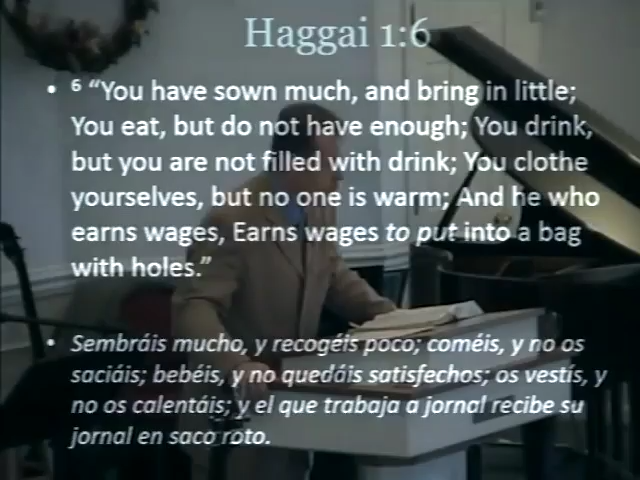 Haggai 1:6
• ⁶ “You have sown much, and bring in little;
You eat, but do not have enough; You drink,
but you are not filled with drink; You clothe
yourselves, but no one is warm; And he who
earns wages, Earns wages to put into a bag
with holes.”
• Sembráis mucho, y recogéis poco; coméis, y no os
saciáis; bebéis, y no quedáis satisfechos; os vestís, y
no os calentáis; y el que trabaja a jornal recibe su
jornal en saco roto.